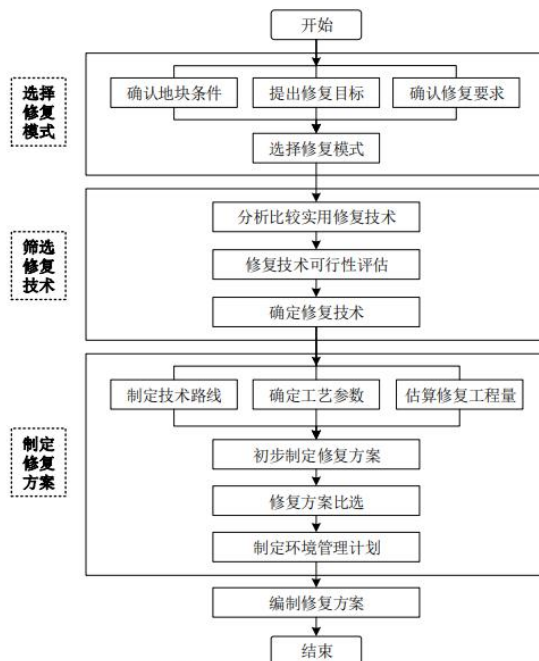 开始
选择
修复
模式
确认地块条件
提出修复目标
确认修复要求
选择修复模式
筛选
修复
技术
分析比较实用修复技术
修复技术可行性评估
确定修复技术
制定
修复
方案
制定技术路线
确定工艺参数
估算修复工程量
初步制定修复方案
修复方案比选
制定环境管理计划
编制修复方案
结束